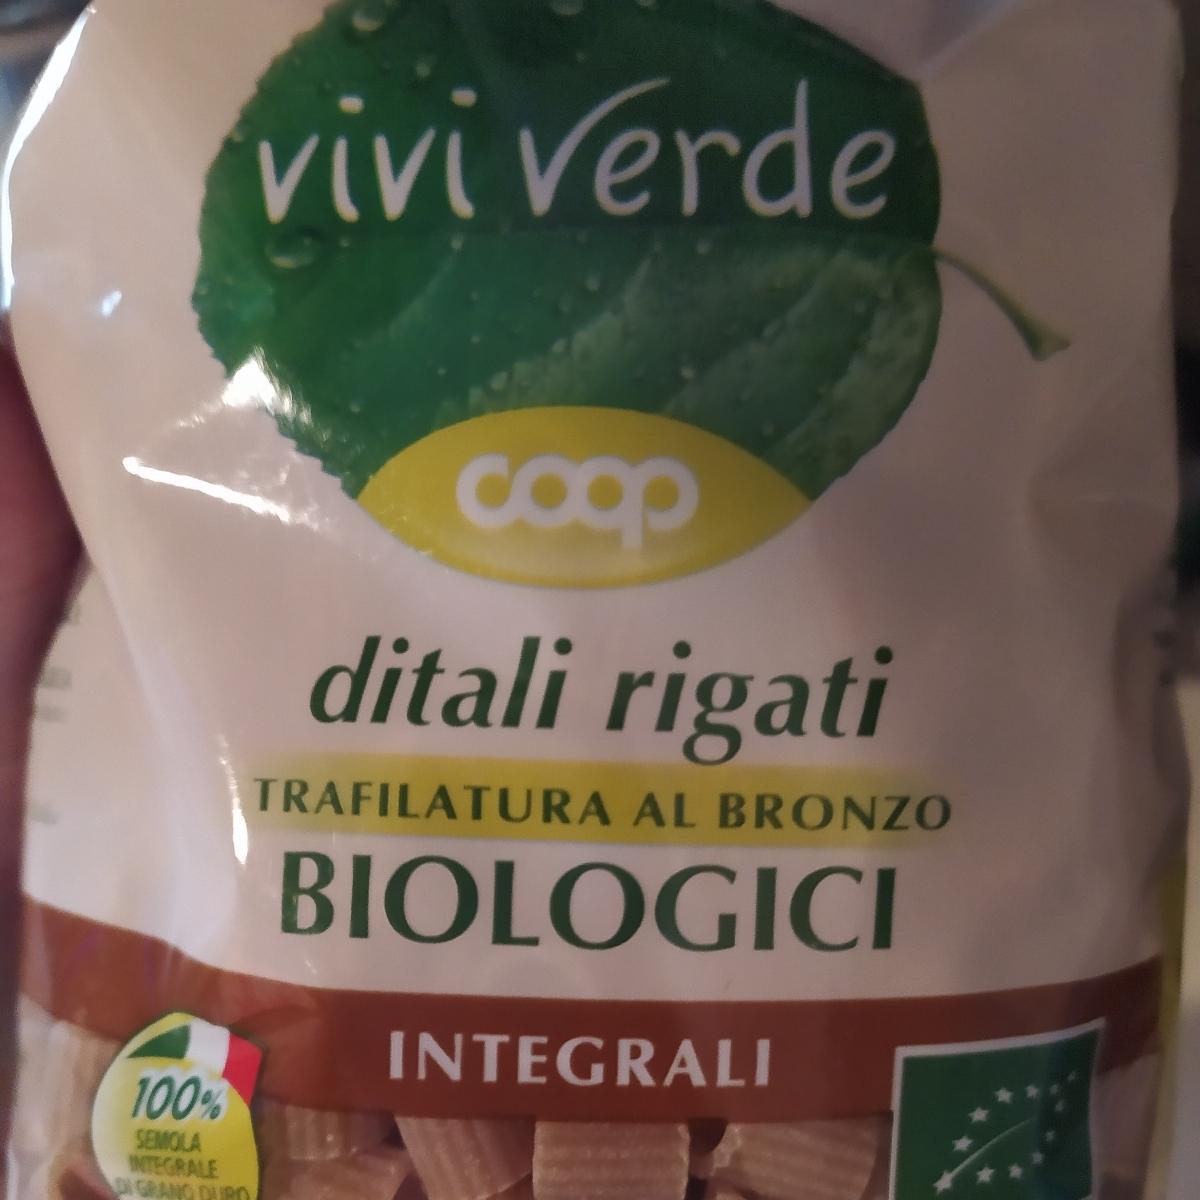 vivi verde
coop
ditali rigati
TRAFILATURA AL BRONZO
BIOLOGICI
INTEGRALI
100%
SEMOLA
INTEGRALE
DI GRANO DURO